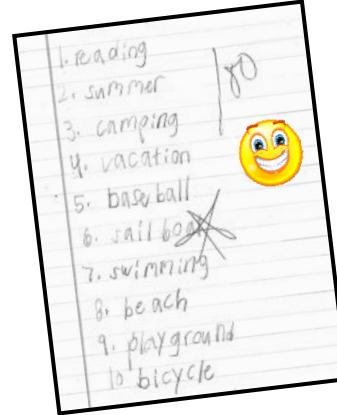 1. reading
2. summer
3. camping
4. vacation
5. baseball
6. sail boat
7. swimming
8. beach
9. playground
10 bicycle
100